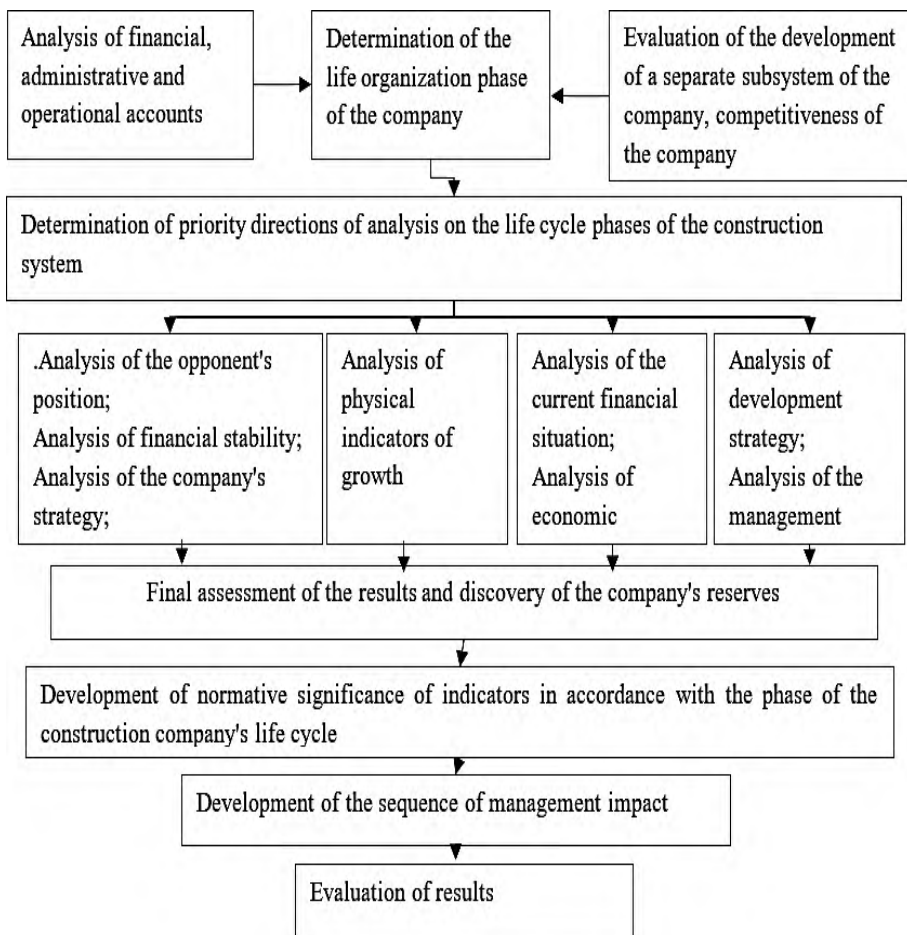 Analysis of financial,
administrative and
operational accounts
Determination of the
life organization phase
of the company
Evaluation of the development
of a separate subsystem of the
company, competitiveness of
the company
Determination of priority directions of analysis on the life cycle phases of the construction
system
.Analysis of the opponent's
position;
Analysis of financial stability;
Analysis of the company's
strategy;
Analysis of
physical
indicators of
growth
Analysis of the
current financial
situation;
Analysis of
economic
Analysis of
development
strategy;
Analysis of the
management
Final assessment of the results and discovery of the company's reserves
Development of normative significance of indicators in accordance with the phase of the
construction company's life cycle
Development of the sequence of management impact
Evaluation of results